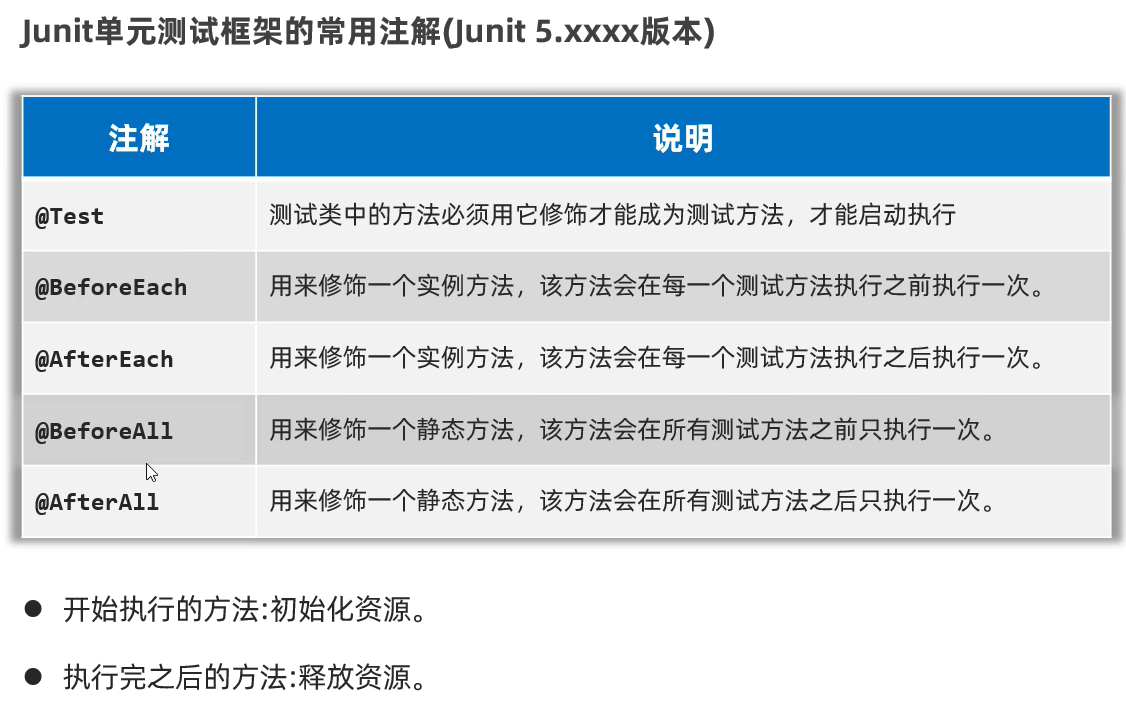 Junit单元测试框架的常用注解(Junit 5.xxxx版本)
注解 说明
@Test 测试类中的方法必须用它修饰才能成为测试方法，才能启动执行
@BeforeEach 用来修饰一个实例方法，该方法会在每一个测试方法执行之前执行一次。
@AfterEach 用来修饰一个实例方法，该方法会在每一个测试方法执行之后执行一次。
@BeforeAll 用来修饰一个静态方法，该方法会在所有测试方法之前只执行一次。
@AfterAll 用来修饰一个静态方法，该方法会在所有测试方法之后只执行一次。
● 开始执行的方法:初始化资源。
● 执行完之后的方法:释放资源。